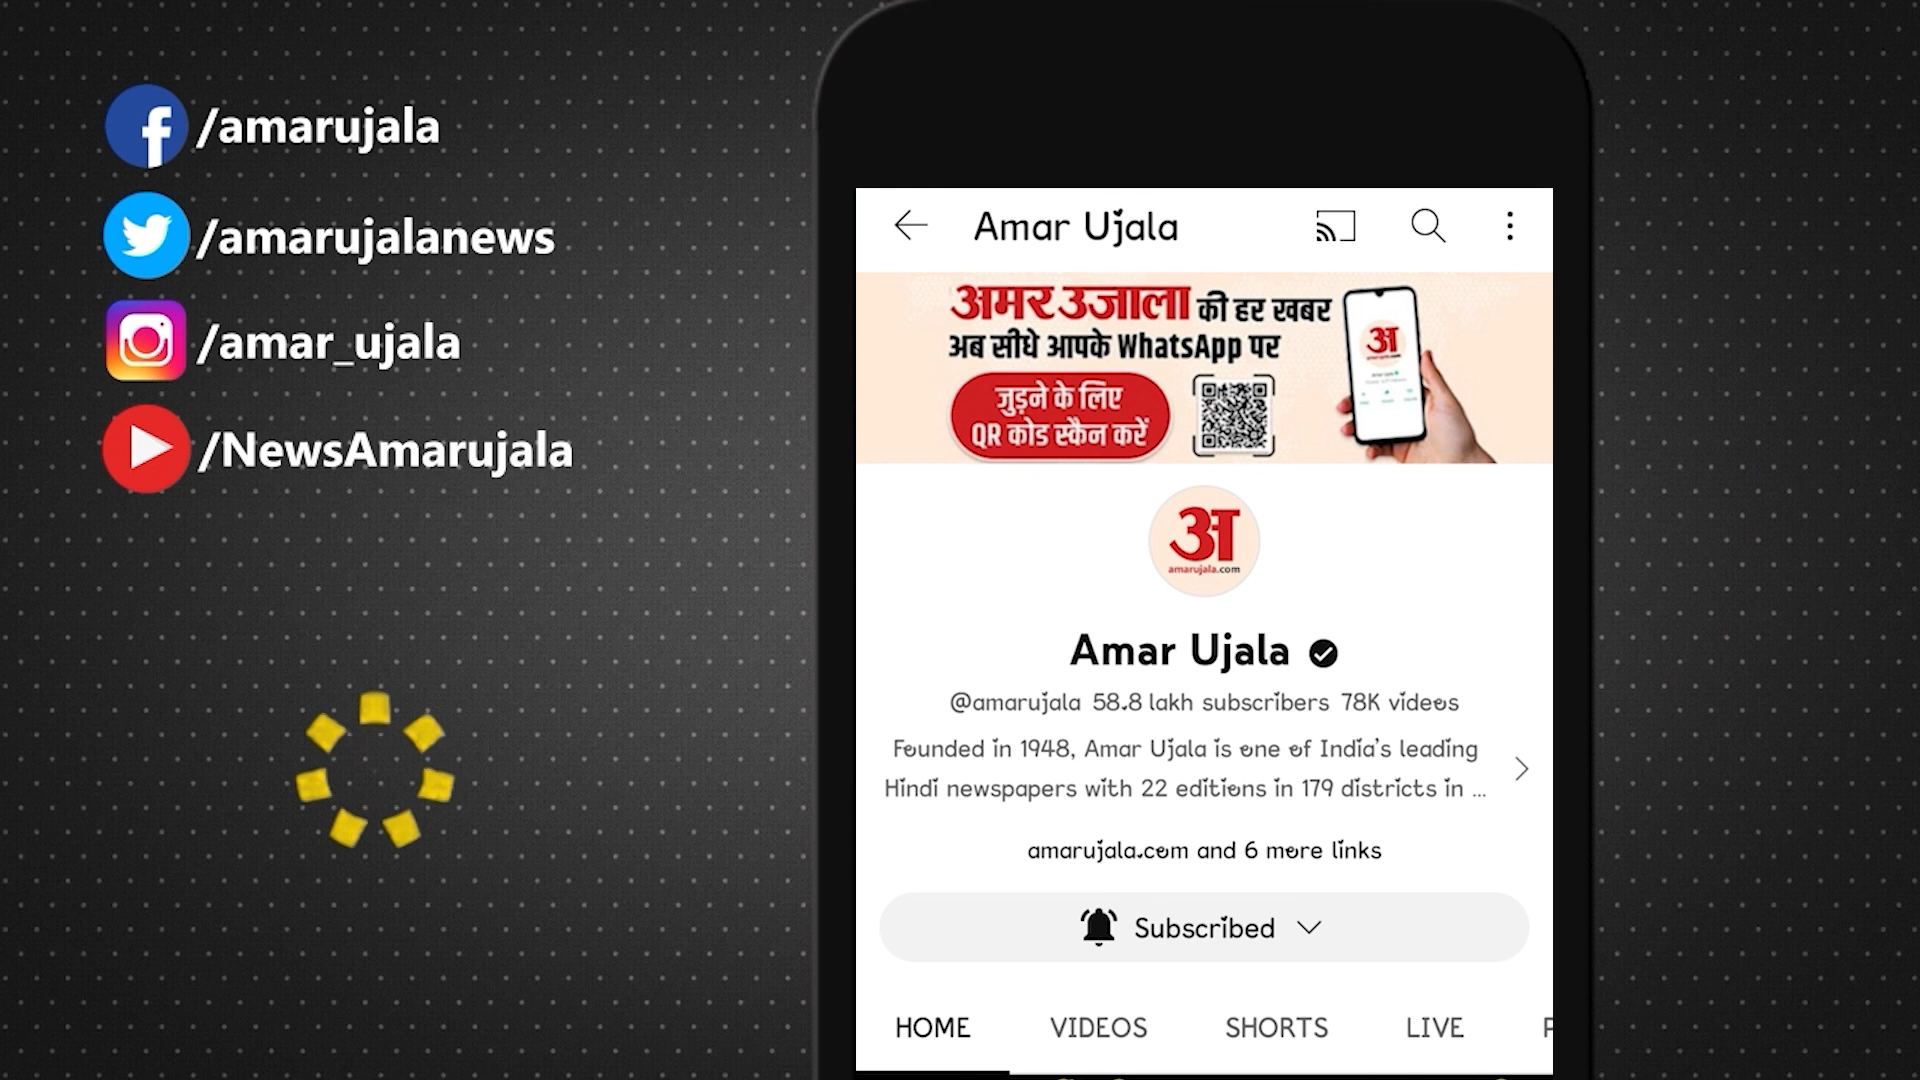 /amarujala
/amarujalanews
/amar_ujala
/NewsAmarujala
Amar Ujala
अमर उजाला की हर खबर
अब सीधे आपके WhatsApp पर
जुड़ने के लिए
QR कोड स्कैन करें
अ
अ
amarujala.com
Amar Ujala
@amarujala 58.8 lakh subscribers 78K videos
Founded in 1948, Amar Ujala is one of India's leading
Hindi newspapers with 22 editions in 179 districts in ...
amarujala.com and 6 more links
Subscribed
HOME VIDEOS SHORTS LIVE